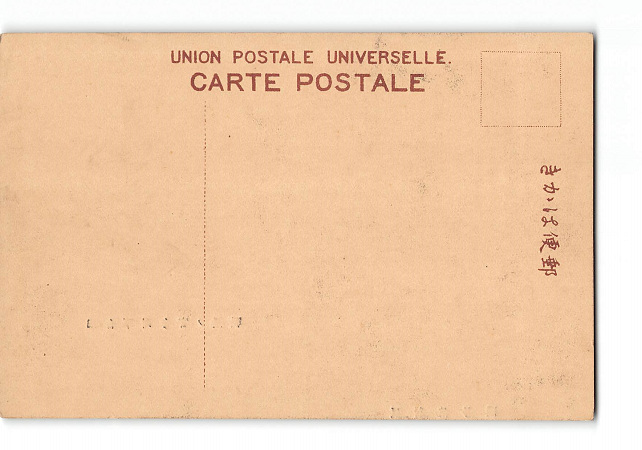 UNION POSTALE UNIVERSELLE.
CARTE POSTALE
きかは便郵